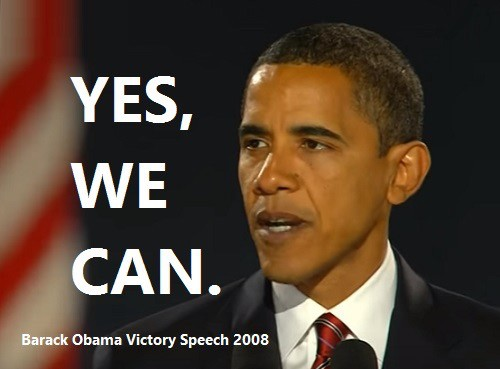 YES,
WE
CAN.
Barack Obama Victory Speech 2008